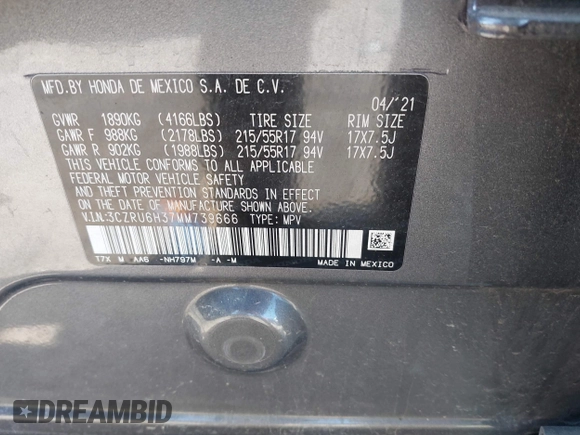 MFD.BY HONDA DE MEXICO S.A. DE C.V.
04/'21
GVWR 1890KG (4166LBS) TIRE SIZE RIM SIZE
GAWR F 988KG (2178LBS) 215/55R17 94V 17X7.5J
GAWR R 902KG (1988LBS) 215/55R17 94V 17X7.5J
THIS VEHICLE CONFORMS TO ALL APPLICABLE
FEDERAL MOTOR VEHICLE SAFETY
AND THEFT PREVENTION STANDARDS IN EFFECT
ON THE DATE OF MANUFACTURE SHOWN ABOVE.
V.I.N:3CZRU6H37MM739666 TYPE: MPV
T7X M AA6 -NH797M -A -M MADE IN MEXICO
DREAMBID